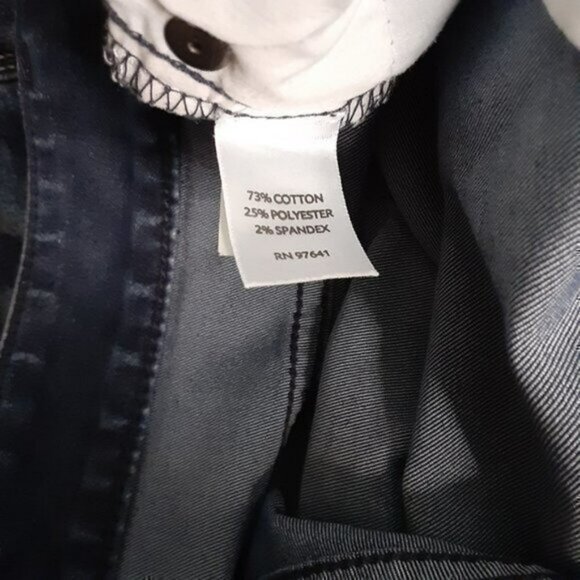 73% COTTON
25% POLYESTER
2% SPANDEX
RN 97641